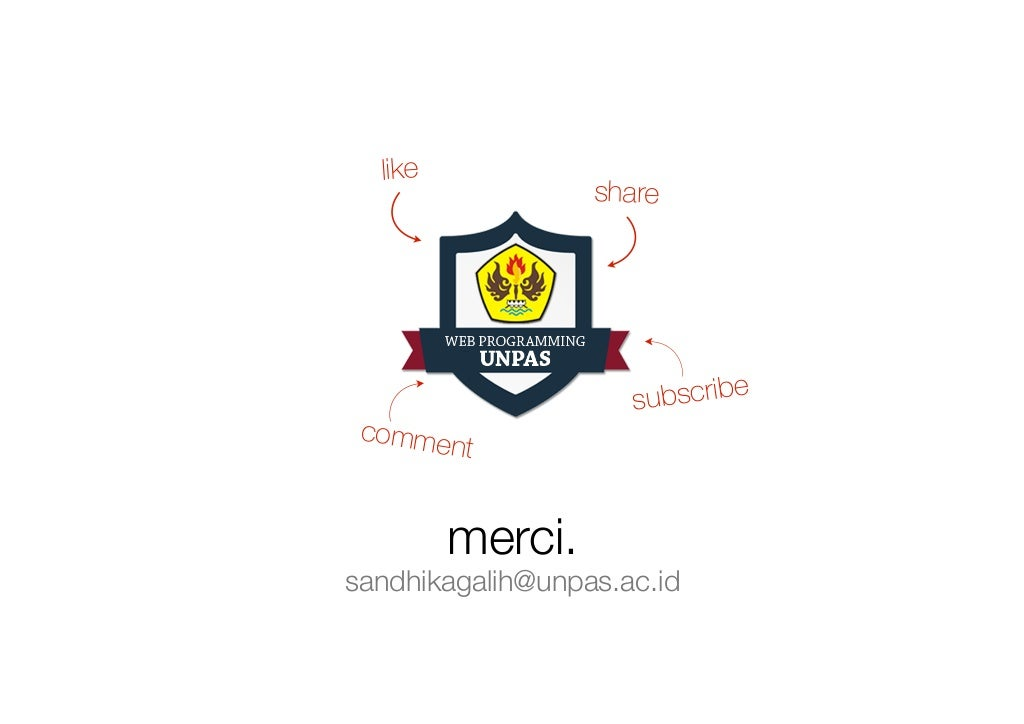 like
share
WEB PROGRAMMING
UNPAS
subscribe
comment
merci.
sandhikagalih@unpas.ac.id